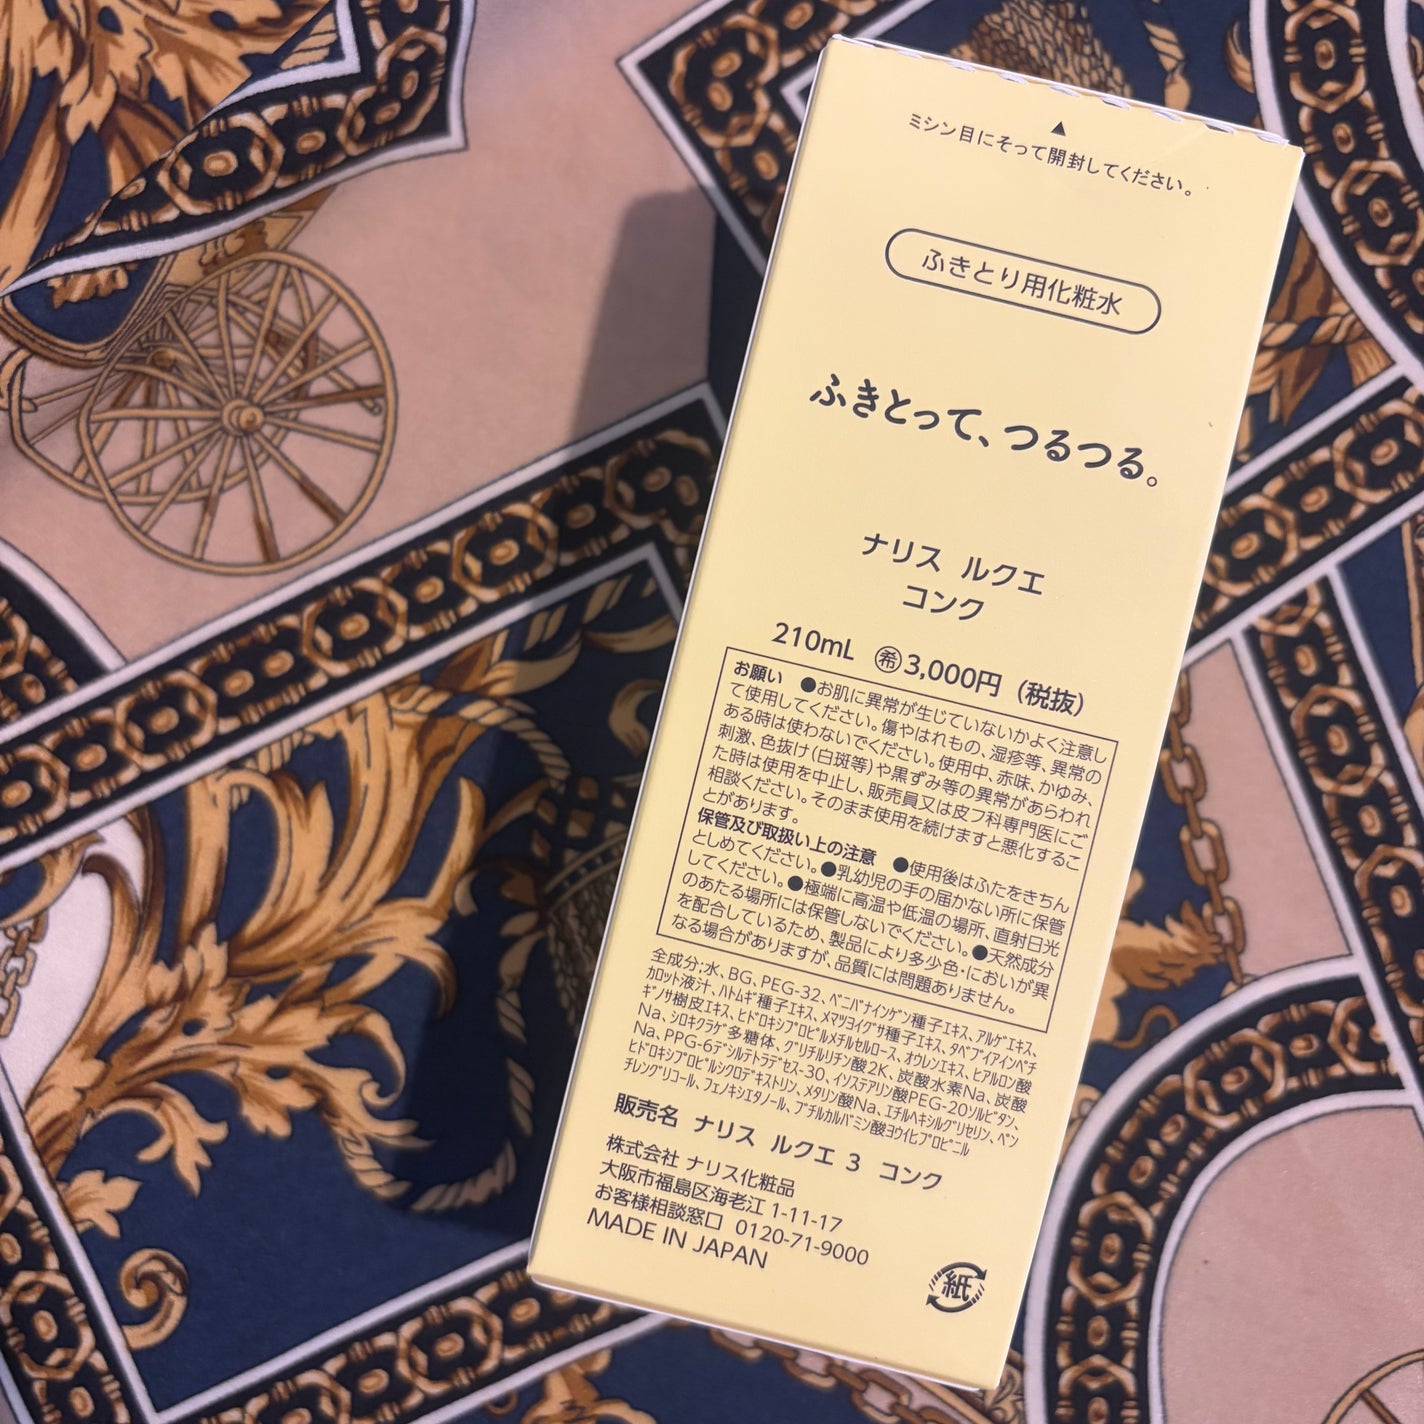 ミシン目にそって開封してください。
ふきとり用化粧水
ふきとって、つるつる。
ナリス ルクエ
コンク
210mL ㊕3,000円（税抜）
お願い ●お肌に異常が生じていないかよく注意し
て使用してください。傷やはれもの、湿疹等、異常の
ある時は使わないでください。使用中、赤味、かゆみ、
刺激、色抜け(白斑等)や黒ずみ等の異常があらわれ
た時は使用を中止し、販売員又は皮フ科専門医にご
相談ください。そのまま使用を続けますと悪化するこ
とがあります。
保管及び取扱い上の注意 ●使用後はふたをきちん
としめてください。●乳幼児の手の届かない所に保管
してください。●極端に高温や低温の場所、直射日光
のあたる場所には保管しないでください。●天然成分
を配合しているため、製品により多少色・においが異
なる場合がありますが、品質には問題ありません。
全成分:水、BG、PEG-32、ベニバナインゲン種子エキス、アルゲエキス、
カロット液汁、ハトムギ種子エキス、メマツヨイグサ種子エキス、タベブイアインペチ
ギノサ樹皮エキス、ヒドロキシプロピルメチルセルロース、オウレンエキス、ヒアルロン酸
Na、シロキクラゲ多糖体、グリチルリチン酸2K、炭酸水素Na、炭酸
Na、PPG-6デシルテトラデセス-30、イソステアリン酸PEG-20ソルビタン、
ヒドロキシプロピルシクロデキストリン、メタリン酸Na、エチルヘキシルグリセリン、ペン
チレングリコール、フェノキシエタノール、ブチルカルバミン酸ヨウ化プロピニル
販売名 ナリス ルクエ 3 コンク
株式会社 ナリス化粧品
大阪市福島区海老江 1-11-17
お客様相談窓口 0120-71-9000
MADE IN JAPAN
紙